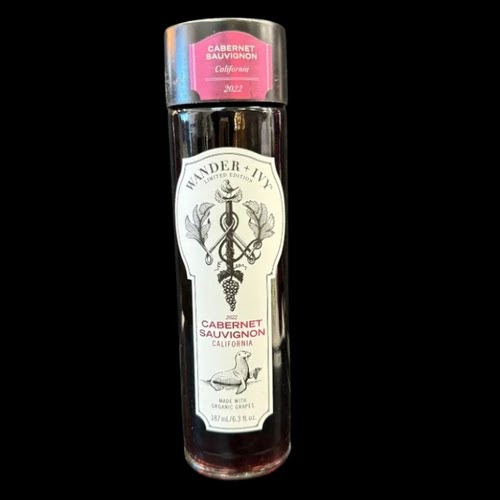 CABERNET
SAUVIGNON
California
2022
WANDER + IVY
LIMITED EDITION
2022
CABERNET
SAUVIGNON
CALIFORNIA
MADE WITH
ORGANIC GRAPES
187 mL/6.3 fl. oz.